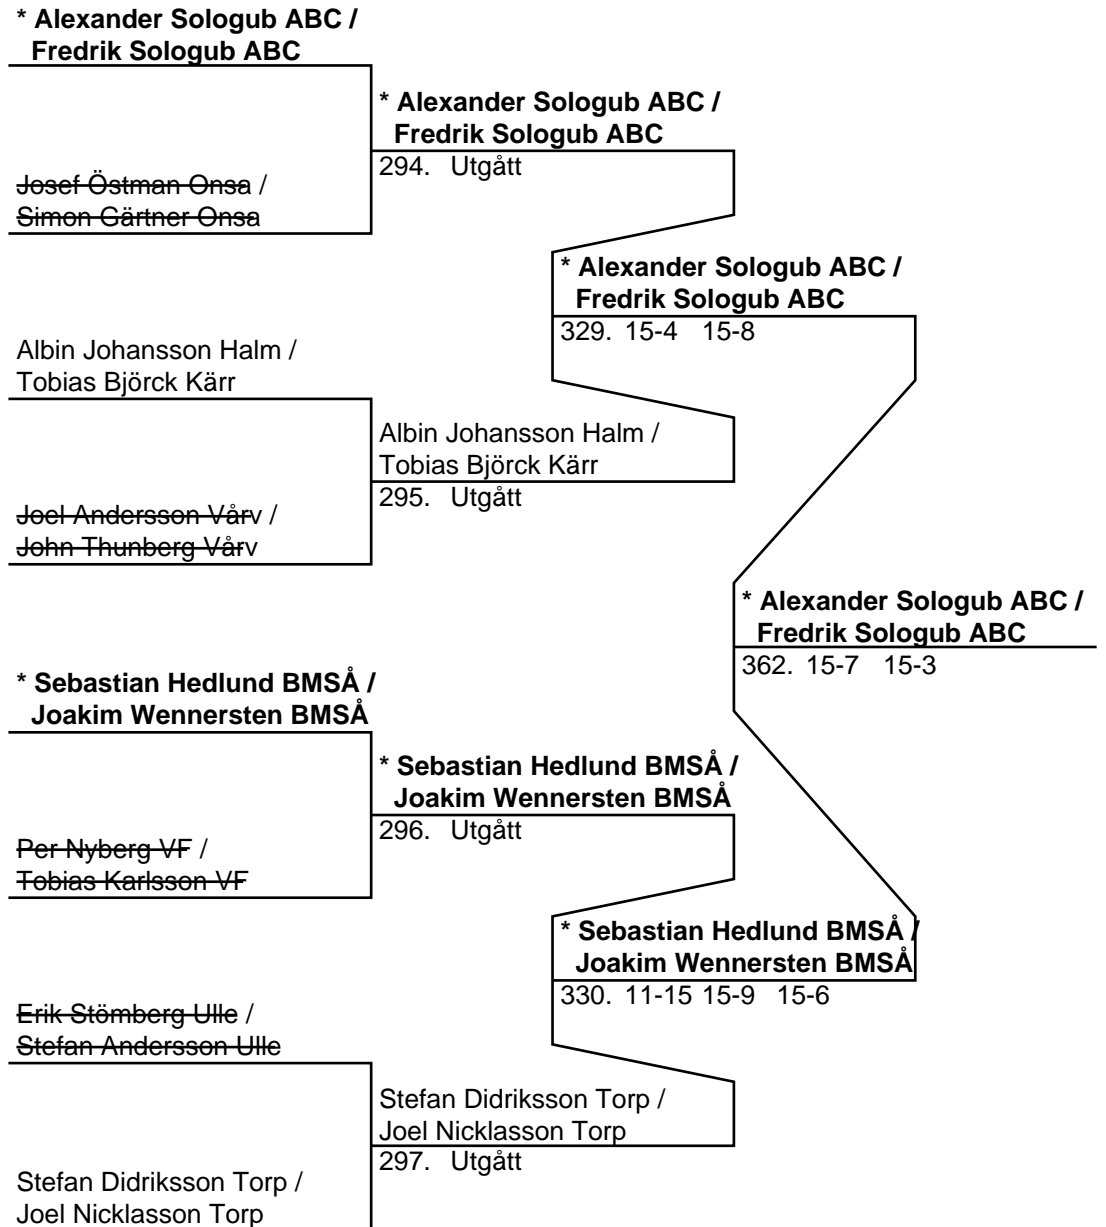 * Alexander Sologub ABC /
Fredrik Sologub ABC
* Alexander Sologub ABC /
Fredrik Sologub ABC
294. Utgått
Josef Östman Onsa /
Simon Gärtner Onsa
* Alexander Sologub ABC /
Fredrik Sologub ABC
329. 15-4 15-8
Albin Johansson Halm /
Tobias Björck Kärr
Albin Johansson Halm /
Tobias Björck Kärr
295. Utgått
Joel Andersson Vårv /
John Thunberg Vårv
* Alexander Sologub ABC /
Fredrik Sologub ABC
362. 15-7 15-3
* Sebastian Hedlund BMSÅ /
Joakim Wennersten BMSÅ
* Sebastian Hedlund BMSÅ /
Joakim Wennersten BMSÅ
296. Utgått
Per Nyberg VF /
Tobias Karlsson VF
* Sebastian Hedlund BMSÅ /
Joakim Wennersten BMSÅ
330. 11-15 15-9 15-6
Erik Stömberg Ulle /
Stefan Andersson Ulle
Stefan Didriksson Torp /
Joel Nicklasson Torp
297. Utgått
Stefan Didriksson Torp /
Joel Nicklasson Torp